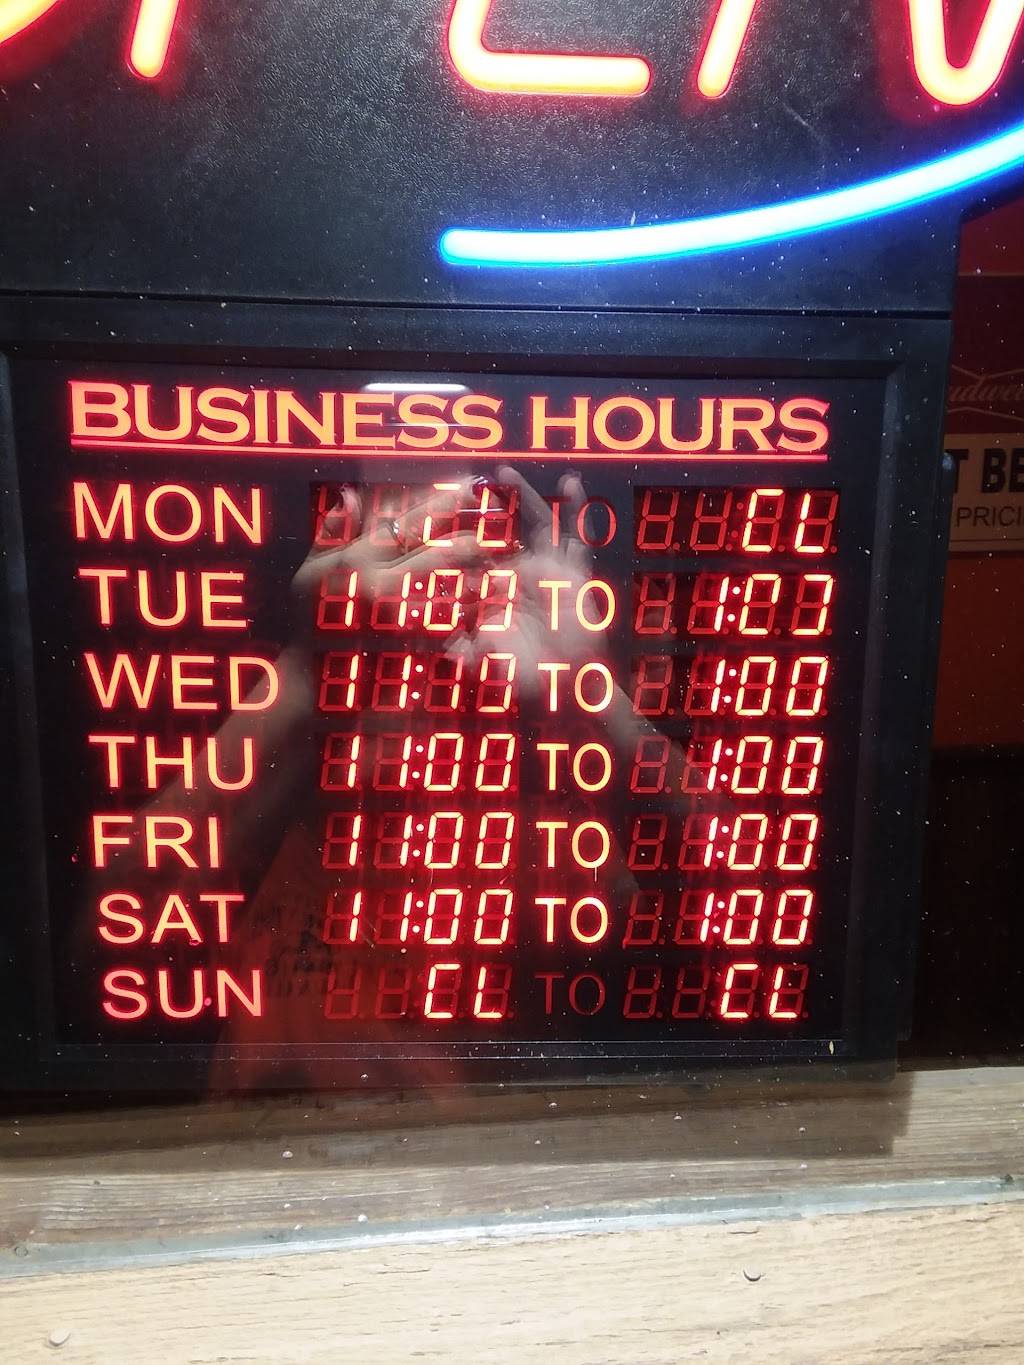 OPEN
BUSINESS HOURS
MON CL TO CL
TUE 11:00 TO 1:00
WED 11:00 TO 1:00
THU 11:00 TO 1:00
FRI 11:00 TO 1:00
SAT 11:00 TO 1:00
SUN CL TO CL